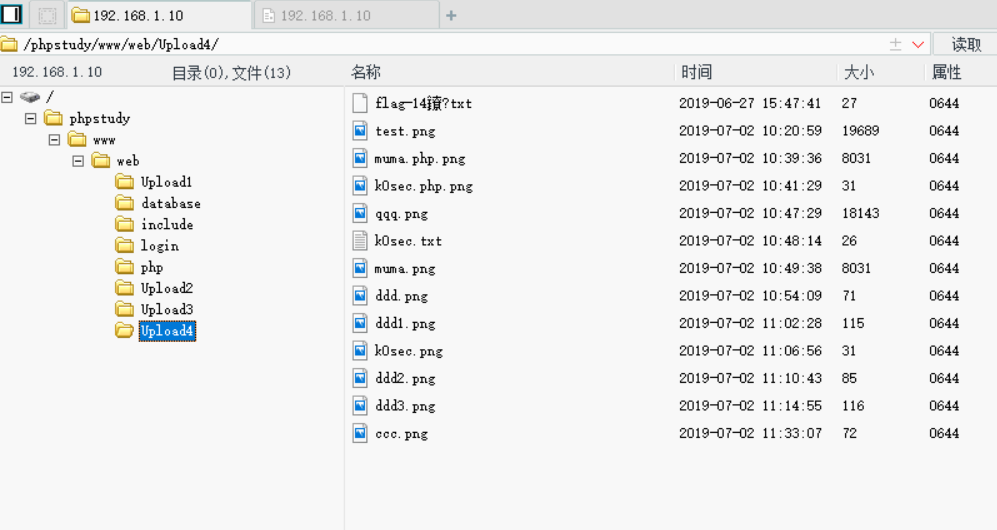 192.168.1.10 192.168.1.10
/phpstudy/www/web/Upload4/ 读取
192.168.1.10 目录(0),文件(13) 名称 时间 大小 属性
/
phpstudy
www
web
Upload1
database
include
login
php
Upload2
Upload3
Upload4
flag-14鐐?txt 2019-06-27 15:47:41 27 0644
test.png 2019-07-02 10:20:59 19689 0644
muma.php.png 2019-07-02 10:39:36 8031 0644
k0sec.php.png 2019-07-02 10:41:29 31 0644
qqq.png 2019-07-02 10:47:29 18143 0644
k0sec.txt 2019-07-02 10:48:14 26 0644
muma.png 2019-07-02 10:49:38 8031 0644
ddd.png 2019-07-02 10:54:09 71 0644
ddd1.png 2019-07-02 11:02:28 115 0644
k0sec.png 2019-07-02 11:06:56 31 0644
ddd2.png 2019-07-02 11:10:43 85 0644
ddd3.png 2019-07-02 11:14:55 116 0644
ccc.png 2019-07-02 11:33:07 72 0644